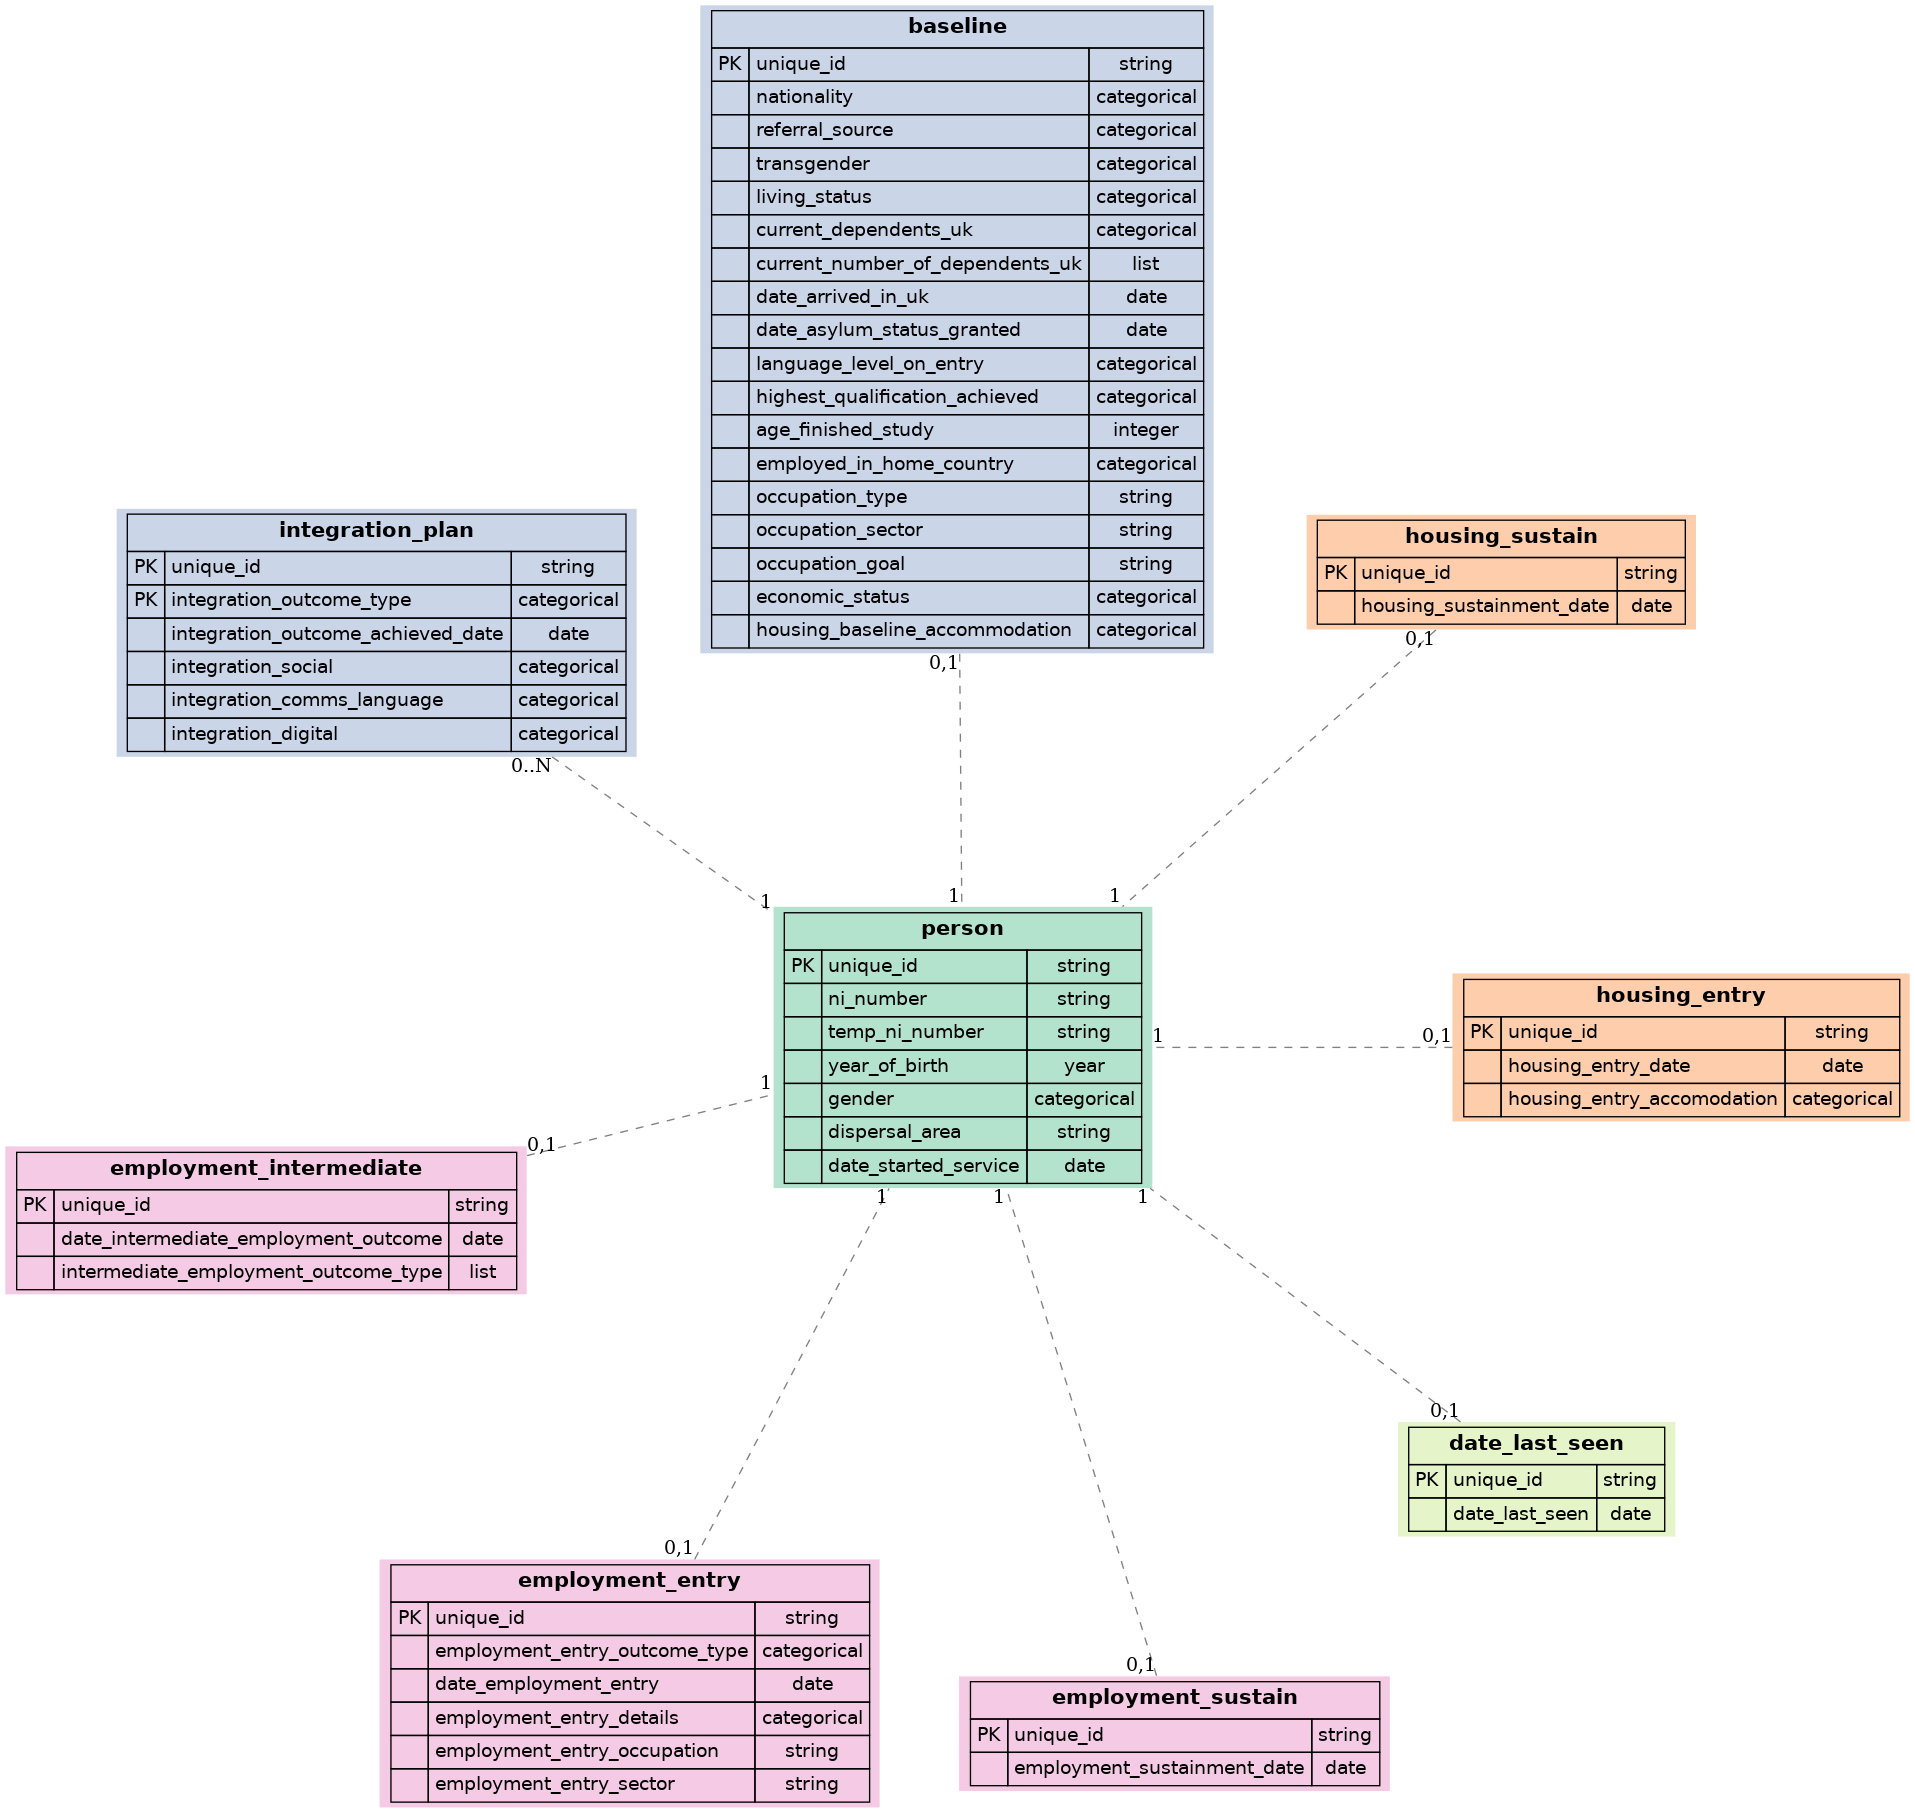 baseline
PK unique_id string
nationality categorical
referral_source categorical
transgender categorical
living_status categorical
current_dependents_uk categorical
current_number_of_dependents_uk list
date_arrived_in_uk date
date_asylum_status_granted date
language_level_on_entry categorical
highest_qualification_achieved categorical
age_finished_study integer
employed_in_home_country categorical
occupation_type string
occupation_sector string
occupation_goal string
economic_status categorical
housing_baseline_accommodation categorical
0,1
integration_plan
PK unique_id string
PK integration_outcome_type categorical
integration_outcome_achieved_date date
integration_social categorical
integration_comms_language categorical
integration_digital categorical
0..N
housing_sustain
PK unique_id string
housing_sustainment_date date
0,1
1
1
1
person
PK unique_id string
ni_number string
temp_ni_number string
year_of_birth year
gender categorical
dispersal_area string
date_started_service date
1
0,1
housing_entry
PK unique_id string
housing_entry_date date
housing_entry_accomodation categorical
1
0,1
employment_intermediate
PK unique_id string
date_intermediate_employment_outcome date
intermediate_employment_outcome_type list
1
1
1
0,1
date_last_seen
PK unique_id string
date_last_seen date
0,1
employment_entry
PK unique_id string
employment_entry_outcome_type categorical
date_employment_entry date
employment_entry_details categorical
employment_entry_occupation string
employment_entry_sector string
0,1
employment_sustain
PK unique_id string
employment_sustainment_date date